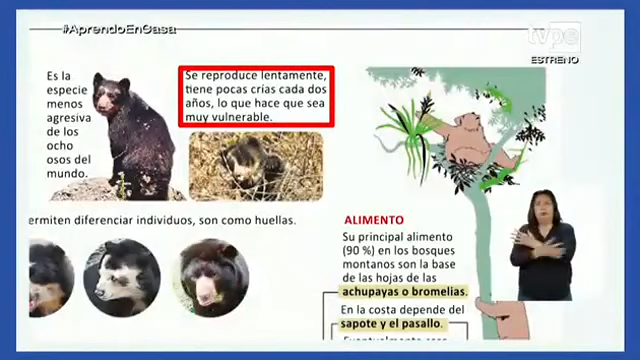 #AprendoEnCasa
tvpe
ESTRENO
Es la
especie
menos
agresiva
de los
ocho
osos del
mundo.
Se reproduce lentamente,
tiene pocas crías cada dos
años, lo que hace que sea
muy vulnerable.
ermiten diferenciar individuos, son como huellas.
ALIMENTO
Su principal alimento
(90 %) en los bosques
montanos son la base
de las hojas de las
achupayas o bromelias.
En la costa depende del
sapote y el pasallo.